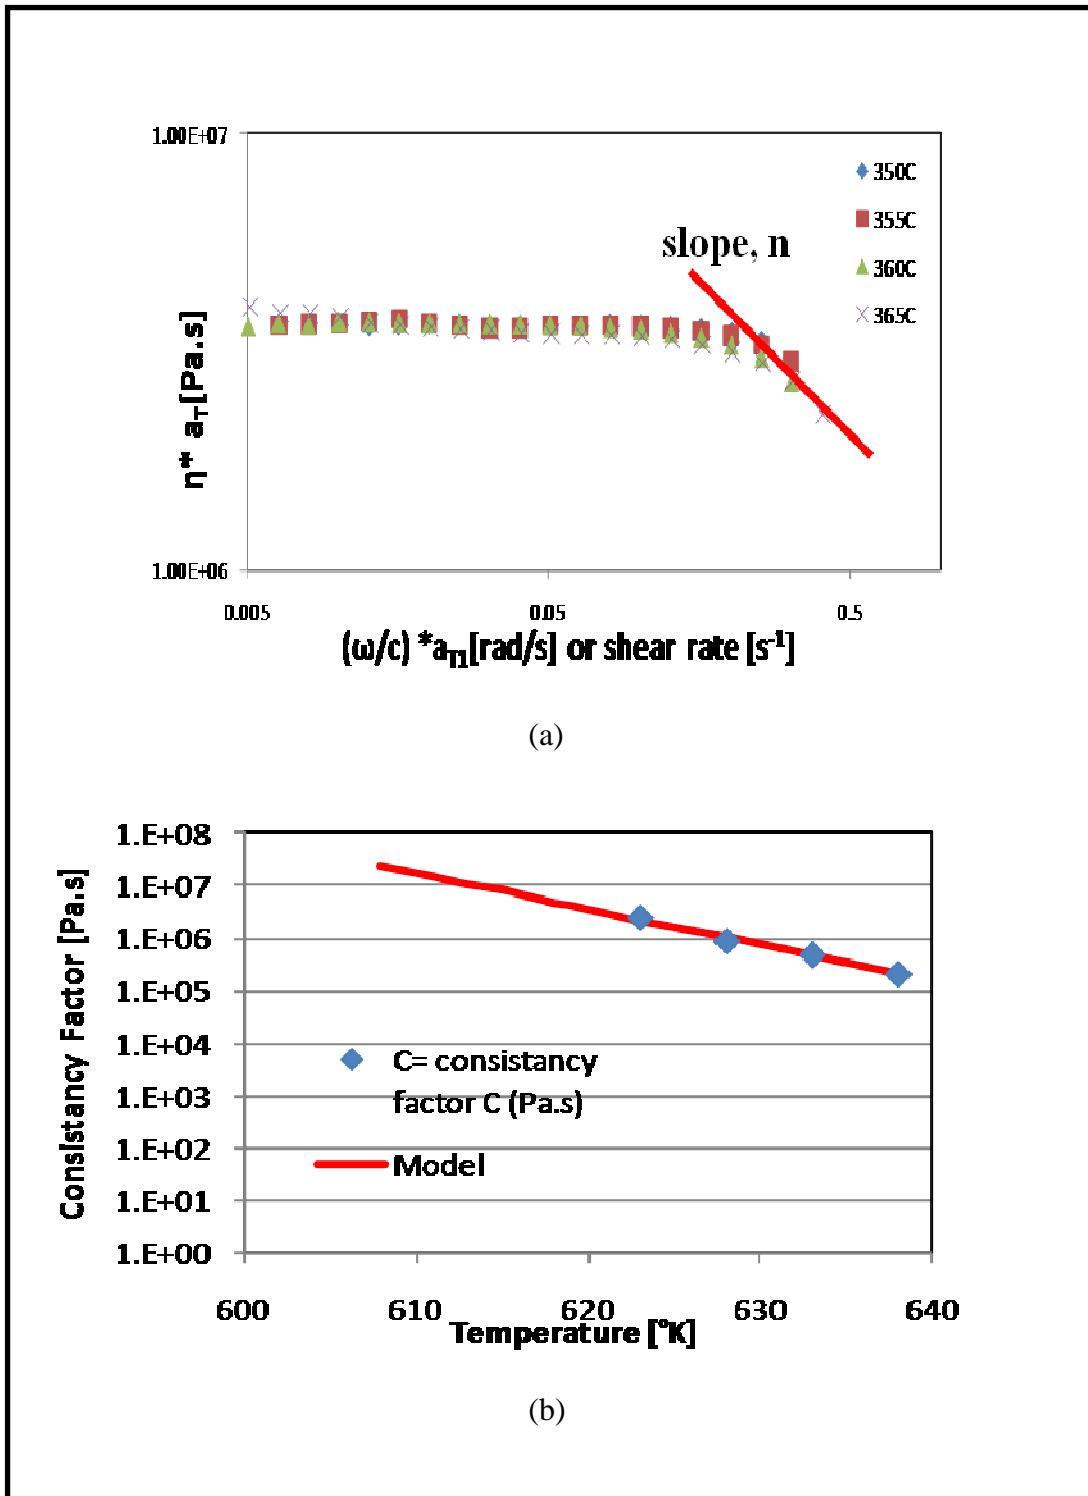 1.00E+07
350C
355C
slope, n
360C
365C
η* aT[Pa.s]
1.00E+06
0.005
0.05
0.5
(ω/c) *aT1[rad/s] or shear rate [s-1]
(a)
1.E+08
1.E+07
1.E+06
1.E+05
1.E+04
1.E+03
1.E+02
1.E+01
1.E+00
Consistancy Factor [Pa.s]
C= consistancy
factor C (Pa.s)
Model
600
610
620
630
640
Temperature [°K]
(b)